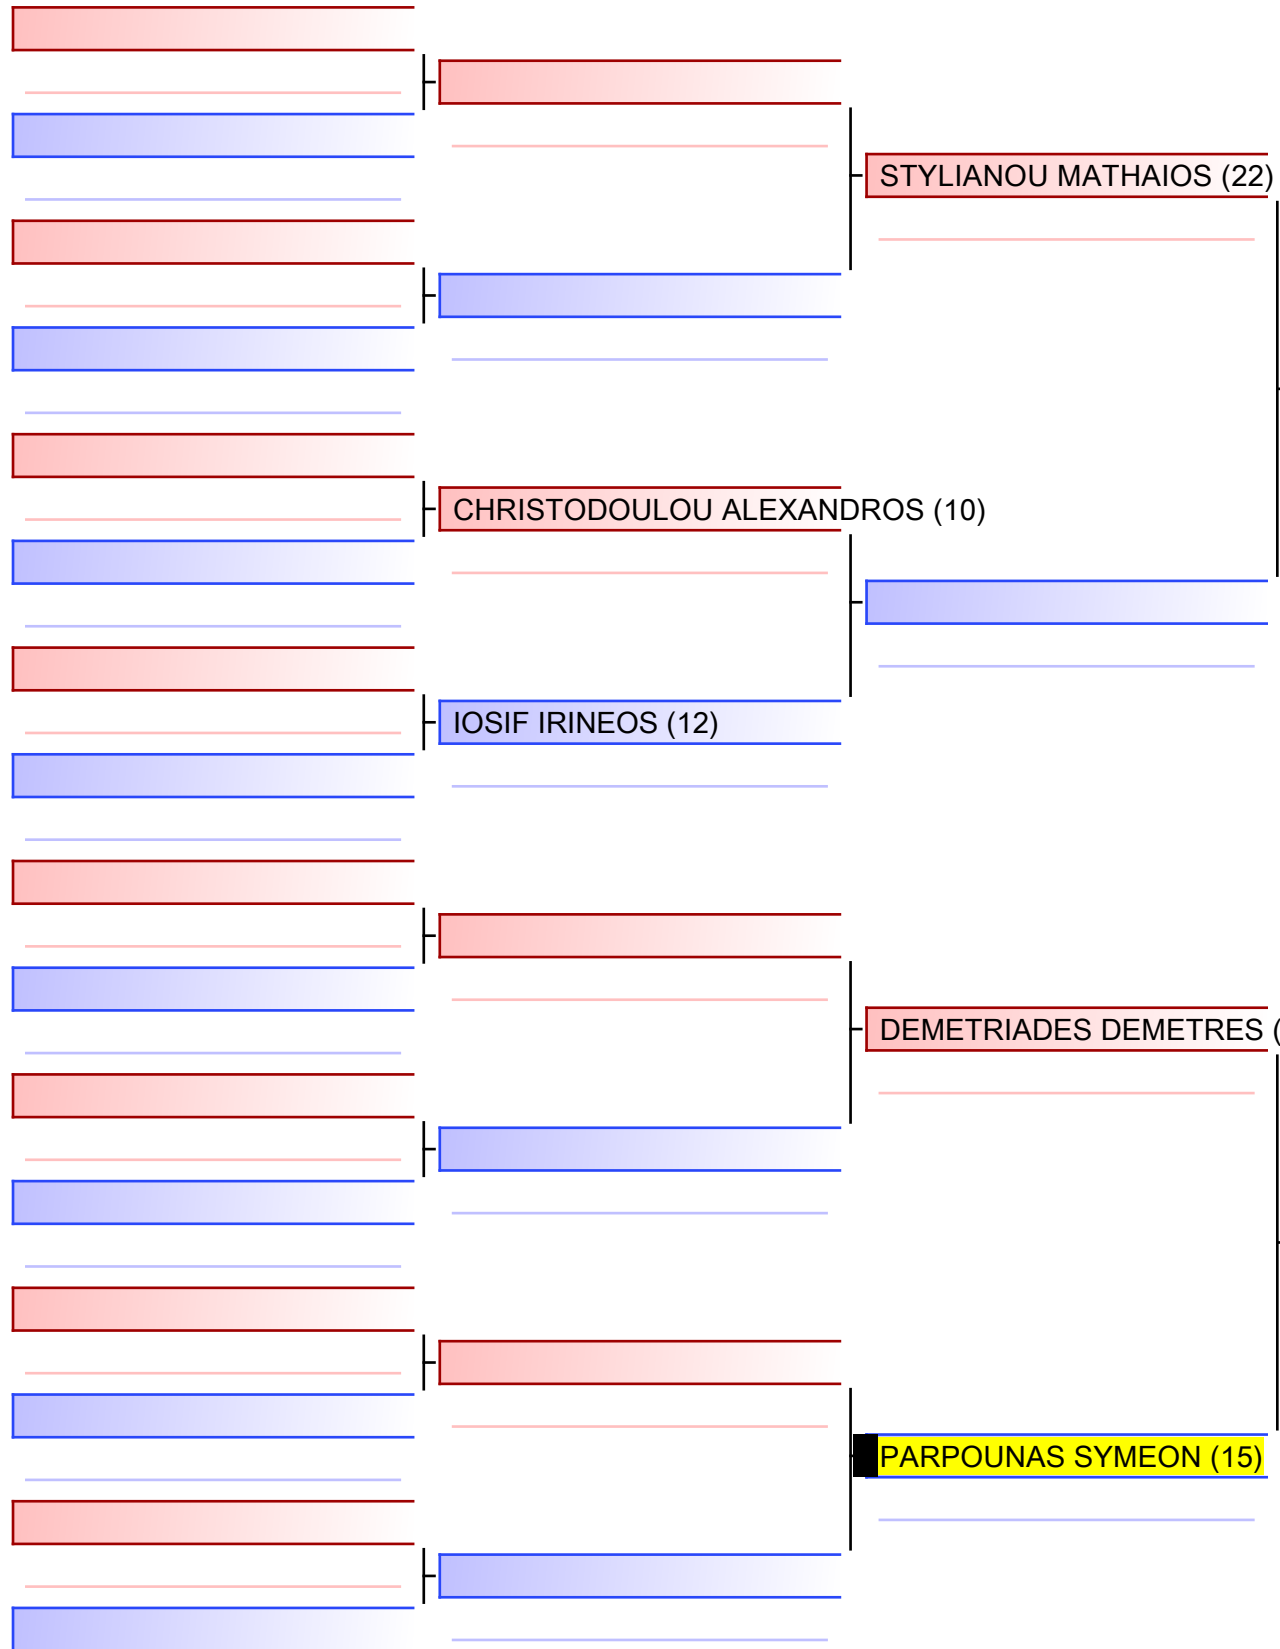 STYLIANOU MATHAIOS (22)
CHRISTODOULOU ALEXANDROS (10)
IOSIF IRINEOS (12)
DEMETRIADES DEMETRES (
PARPOUNAS SYMEON (15)